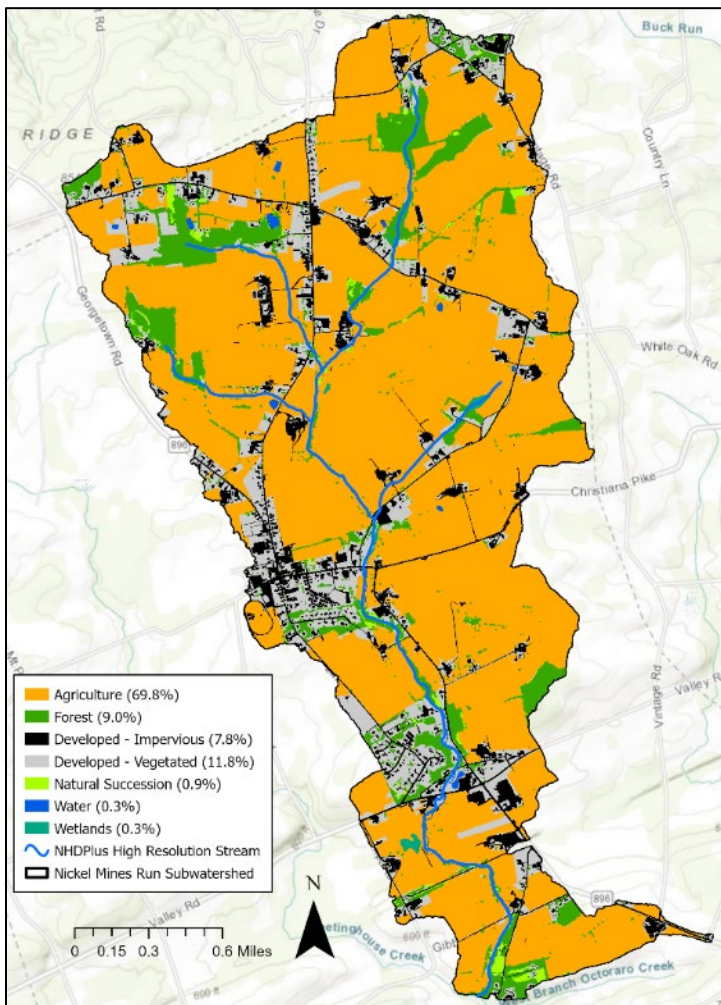 Buck Run
RIDGE
Country Ln
Georgetown Rd
White Oak Rd
896
Christiana Pike
Valley Rd
Vintage Rd
Agriculture (69.8%)
Forest (9.0%)
Developed - Impervious (7.8%)
Developed - Vegetated (11.8%)
Natural Succession (0.9%)
Water (0.3%)
Wetlands (0.3%)
NHDPlus High Resolution Stream
Nickel Mines Run Subwatershed
N
896
0 0.15 0.3 0.6 Miles
Valley Rd
600 ft
etinghouse Creek
Gibb
600 ft
Branch Octoraro Creek